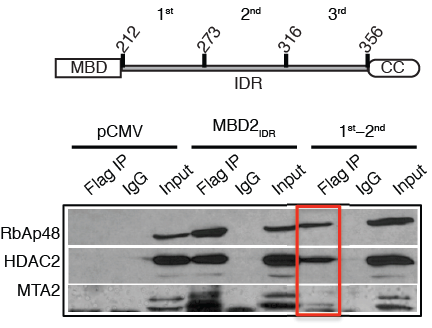 1st 2nd 3rd
212 273 316 356
MBD CC
IDR
pCMV MBD2IDR 1st–2nd
Flag IP IgG Input Flag IP IgG Input Flag IP IgG Input
RbAp48
HDAC2
MTA2